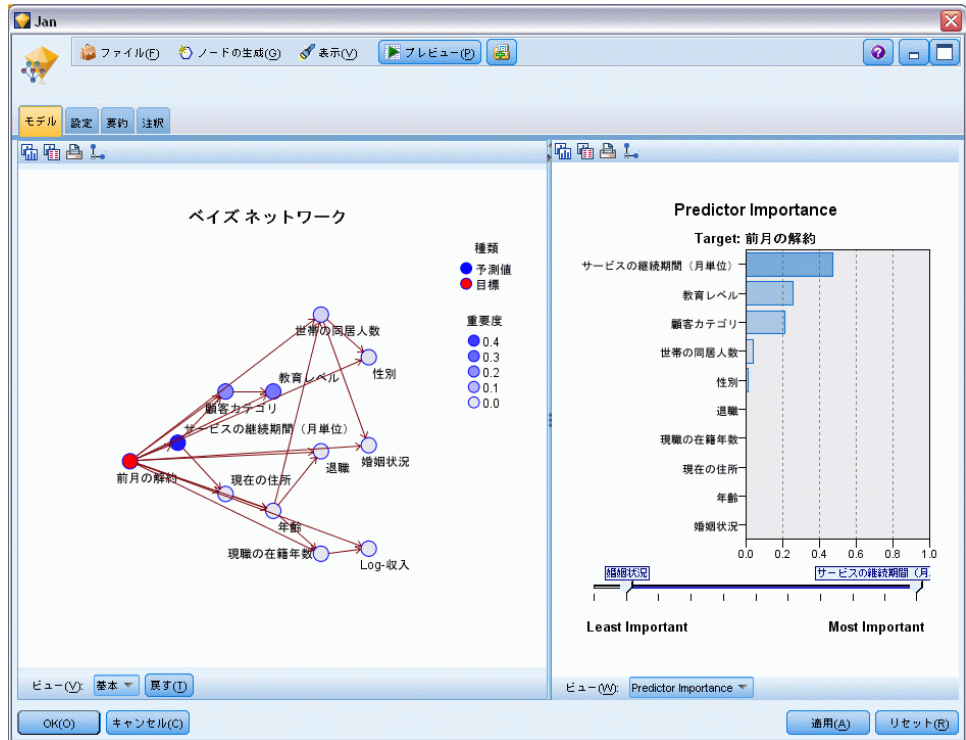 Jan
ファイル(F) ノードの生成(G) 表示(V) プレビュー(P)
モデル 設定 要約 注釈
ベイズ ネットワーク
種類
予測値
目標
重要度
0.4
0.3
0.2
0.1
0.0
世帯の同居人数
性別
教育レベル
顧客カテゴリ
サービスの継続期間（月単位）
前月の解約
現在の住所
退職
婚姻状況
年齢
現職の在籍年数
Log-収入
ビュー(V): 基本 戻す(T)
Predictor Importance
Target: 前月の解約
サービスの継続期間（月単位）
教育レベル
顧客カテゴリ
世帯の同居人数
性別
退職
現職の在籍年数
現在の住所
年齢
婚姻状況
0.0 0.2 0.4 0.6 0.8 1.0
婚姻状況 サービスの継続期間（月.
Least Important Most Important
ビュー(W): Predictor Importance
OK(O) キャンセル(C) 適用(A) リセット(R)